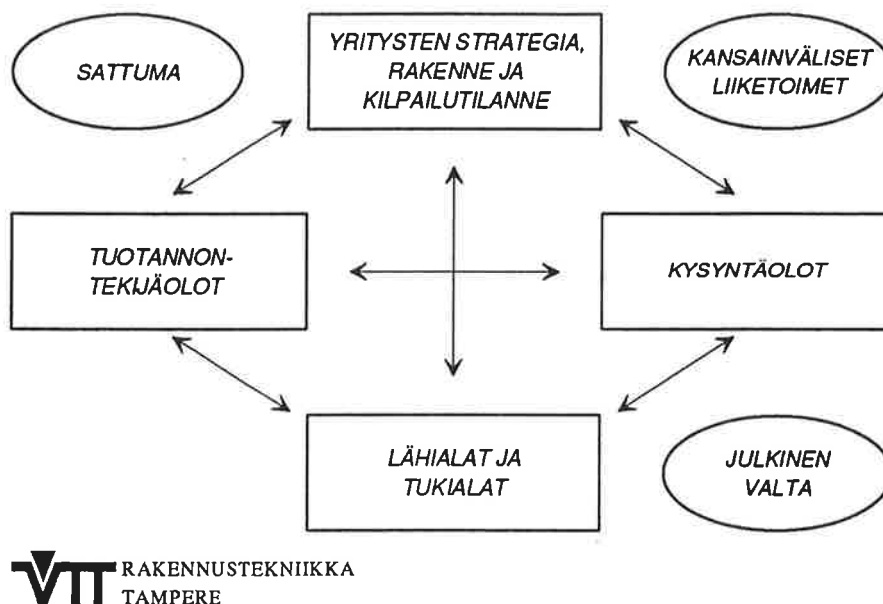 SATTUMA
YRITYSTEN STRATEGIA,
RAKENNE JA
KILPAILUTILANNE
KANSAINVÄLISET
LIIKETOIMET
TUOTANNON-
TEKIJÄOLOT
KYSYNTÄOLOT
LÄHIALAT JA
TUKIALAT
JULKINEN
VALTA
VTT RAKENNUSTEKNIIKKA
TAMPERE